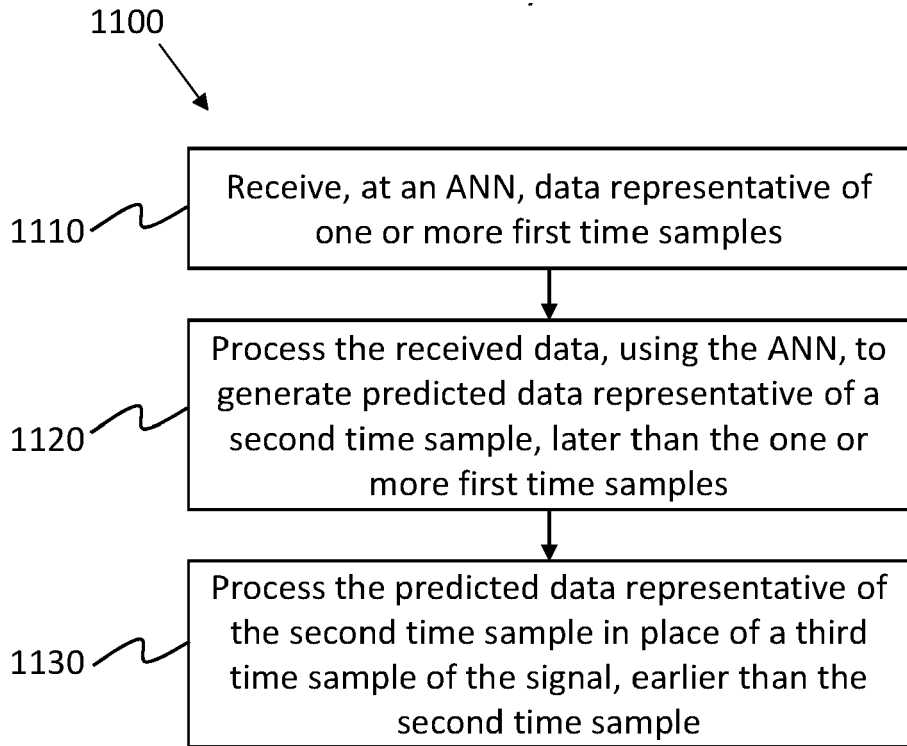 1100
1110
Receive, at an ANN, data representative of
one or more first time samples
1120
Process the received data, using the ANN, to
generate predicted data representative of a
second time sample, later than the one or
more first time samples
1130
Process the predicted data representative of
the second time sample in place of a third
time sample of the signal, earlier than the
second time sample